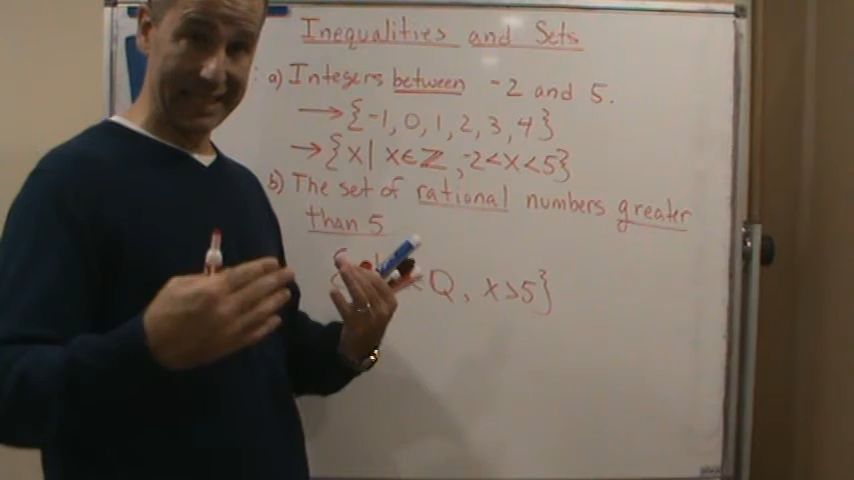 Inequalities and Sets
a) Integers between -2 and 5.
→ {-1, 0, 1, 2, 3, 4}
→ {x | x ∈ ℤ, -2 < x < 5}
b) The set of rational numbers greater
than 5
{ Q, x > 5}